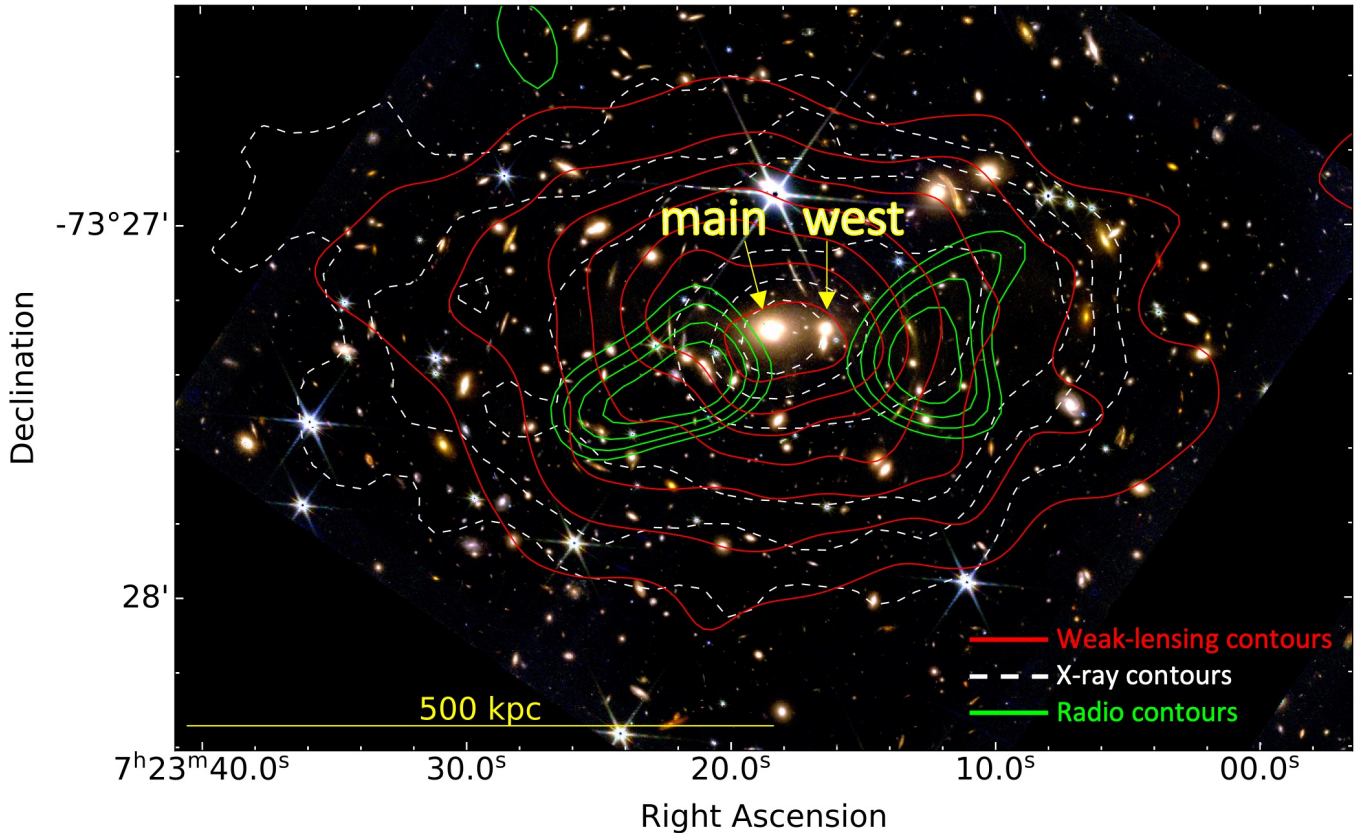 main west
-73°27'
Declination
28'
Weak-lensing contours
X-ray contours
Radio contours
500 kpc
7ʰ23ᵐ40.0ˢ 30.0ˢ 20.0ˢ 10.0ˢ 00.0ˢ
Right Ascension